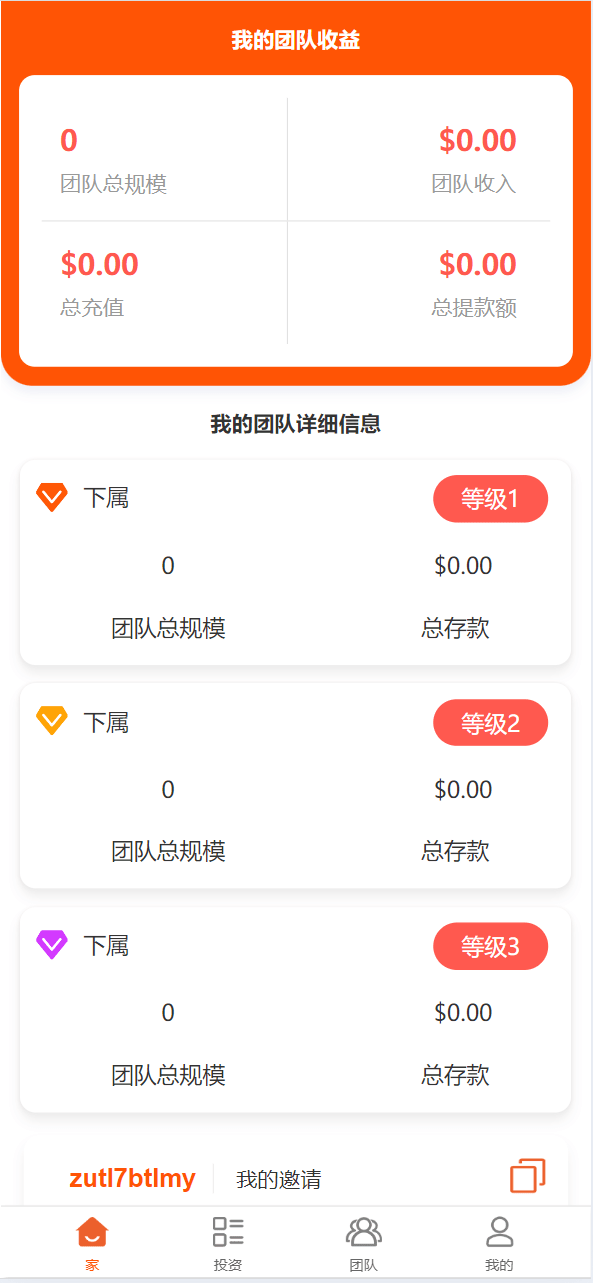 我的团队收益
0 $0.00
团队总规模 团队收入
$0.00 $0.00
总充值 总提款额
我的团队详细信息
下属 等级1
0 $0.00
团队总规模 总存款
下属 等级2
0 $0.00
团队总规模 总存款
下属 等级3
0 $0.00
团队总规模 总存款
zutl7btlmy 我的邀请
家 投资 团队 我的